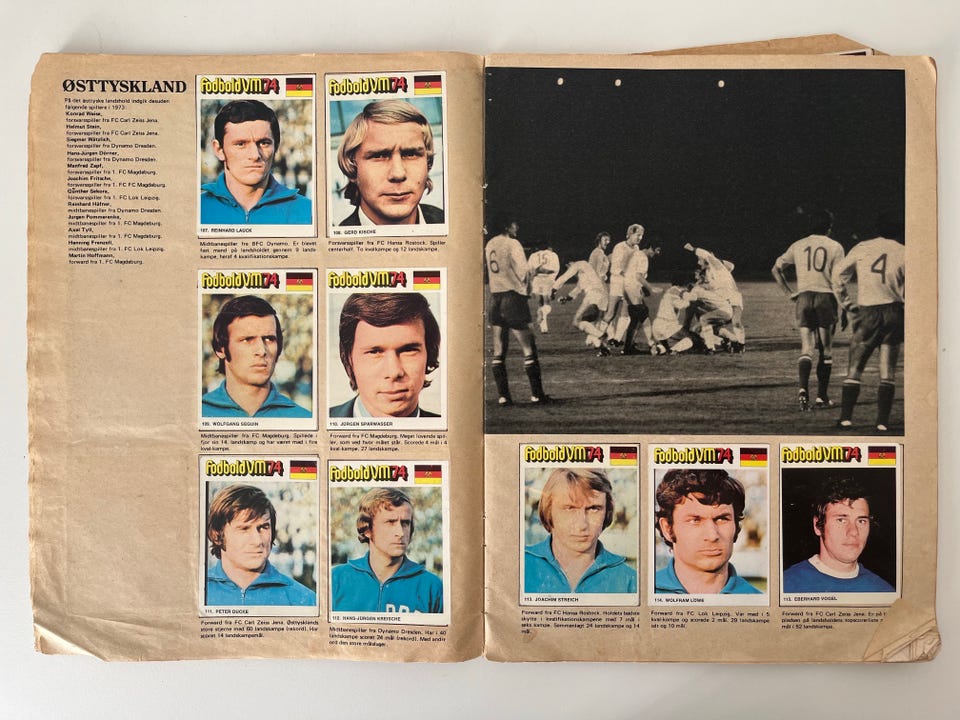 ØSTTYSKLAND
På det østtyske landshold indgik desuden
følgende spillere i 1973:
Konrad Weise,
forsvarsspiller fra FC Carl Zeiss Jena.
Helmut Stein,
forsvarsspiller fra FC Carl Zeiss Jena.
Siegmar Wätzlich,
forsvarsspiller fra Dynamo Dresden.
Hans-Jürgen Dörner,
forsvarsspiller fra Dynamo Dresden.
Manfred Zapf,
forsvarsspiller fra 1. FC Magdeburg.
Joachim Fritsche,
forsvarsspiller fra 1. FC FC Magdeburg.
Günther Sekora,
forsvarsspiller fra 1. FC Lok Leipzig.
Reinhard Häfner,
midtbanespiller fra Dynamo Dresden.
Jürgen Pommerenke,
midtbanespiller fra 1. FC Magdeburg.
Axel Tyll,
midtbanespiller fra 1. FC Magdeburg.
Henning Frenzel,
midtbanespiller fra 1. FC Lok Leipzig.
Martin Hoffmann,
forward fra 1. FC Magdeburg.
fodboldVM74
107. REINHARD LAUCK
Midtbanespiller fra BFC Dynamo. Er blevet
fast mand på landsholdet gennem 9 lands-
kampe, heraf 4 kvalifikationskampe.
fodboldVM74
108. GERD KISCHE
Forsvarsspiller fra FC Hansa Rostock. Spiller
centerhalf. To kvalkampe og 12 landskampe.
fodboldVM74
109. WOLFGANG SEGUIN
Midtbanespiller fra FC Magdeburg. Spillede i
fjor sin 14. landskamp og har været med i fire
kval-kampe.
fodboldVM74
110. JÜRGEN SPARWASSER
Forward fra FC Magdeburg. Meget lovende spil-
ler, som ved hvor målet står. Scorede 4 mål i 4
kval-kampe. 27 landskampe.
fodboldVM74
111. PETER DUCKE
Forward fra FC Carl Zeiss Jena. Østtysklands
store stjerne med 60 landskampe (rekord). Har
scoret 14 landskampmål.
fodboldVM74
112. HANS-JÜRGEN KREISCHE
Midtbanespiller fra Dynamo Dresden. Har i 40
landskampe scoret 24 mål (rekord). Med andre
ord den store målsluger.
6
15
10
4
fodboldVM74
113. JOACHIM STREICH
Forward fra FC Hansa Rostock. Holdets bedste
skytte i kvalifikationskampene med 7 mål i
seks kampe. Sammenlagt 24 landskampe og 14
mål.
fodboldVM74
114. WOLFRAM LÖWE
Forward fra FC Lok Leipzig. Var med i 5
kval-kampe og scorede 2 mål. 29 landskampe
ialt og 10 mål.
fodboldVM74
115. EBERHARD VOGEL
Forward fra FC Carl Zeiss Jena. Er på
pladsen på landsholdets topscorerliste
mål i 52 landskampe.